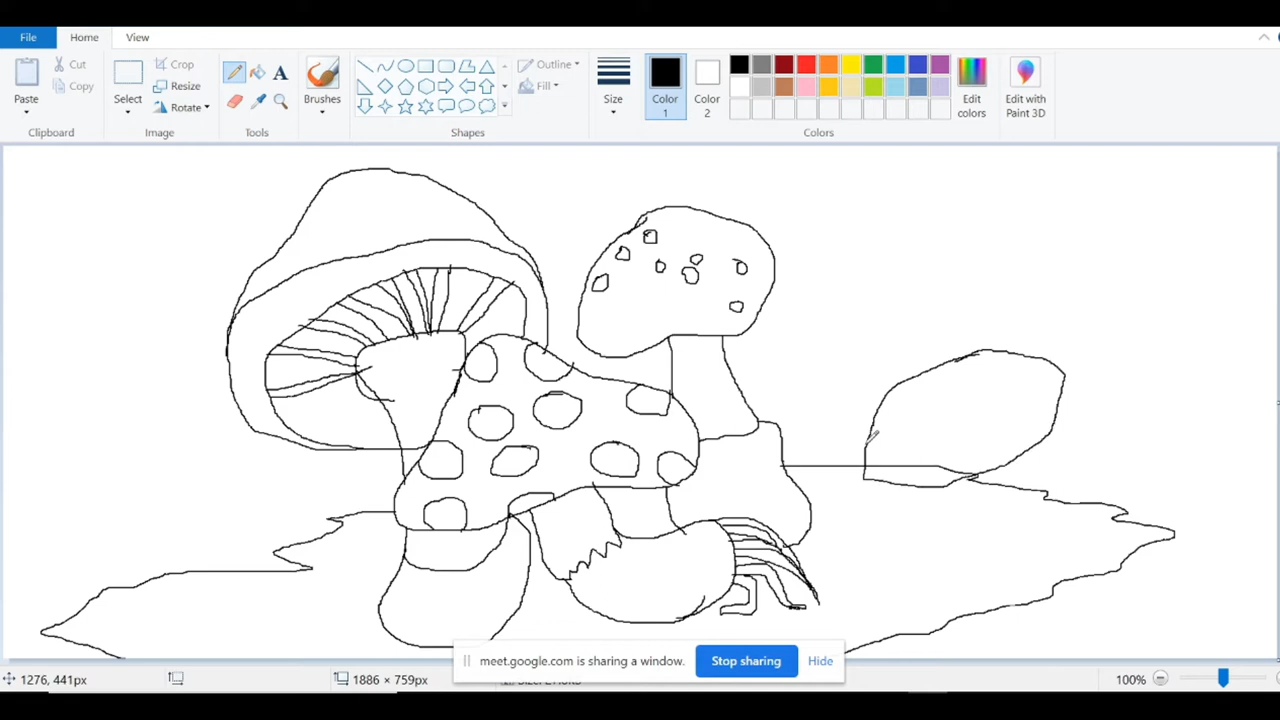 File
Home
View
Paste
Cut
Copy
Clipboard
Select
Crop
Resize
Rotate
Image
Tools
Brushes
Outline
Fill
Shapes
Size
Color
1
Color
2
Edit
colors
Colors
Edit with
Paint 3D
meet.google.com is sharing a window.
Stop sharing
Hide
1276, 441px
1886 × 759px
100%